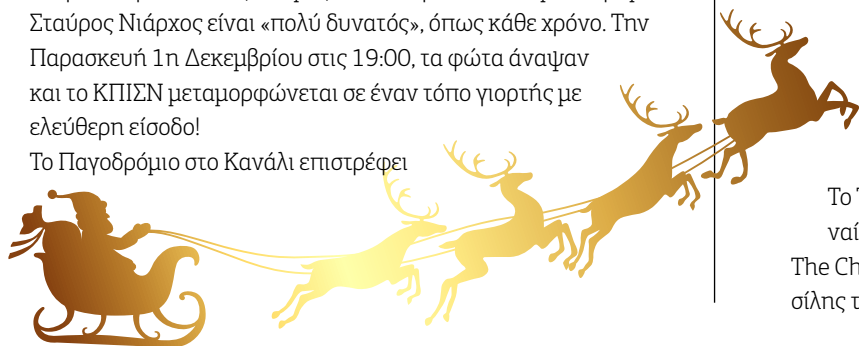 Σταύρος Νιάρχος είναι «πολύ δυνατός», όπως κάθε χρόνο. Την
Παρασκευή 1η Δεκεμβρίου στις 19:00, τα φώτα άναψαν
και το ΚΠΙΣΝ μεταμορφώνεται σε έναν τόπο γιορτής με
ελεύθερη είσοδο!
Το Παγοδρόμιο στο Κανάλι επιστρέφει
Το
ναί
The Ch
σίλης τ